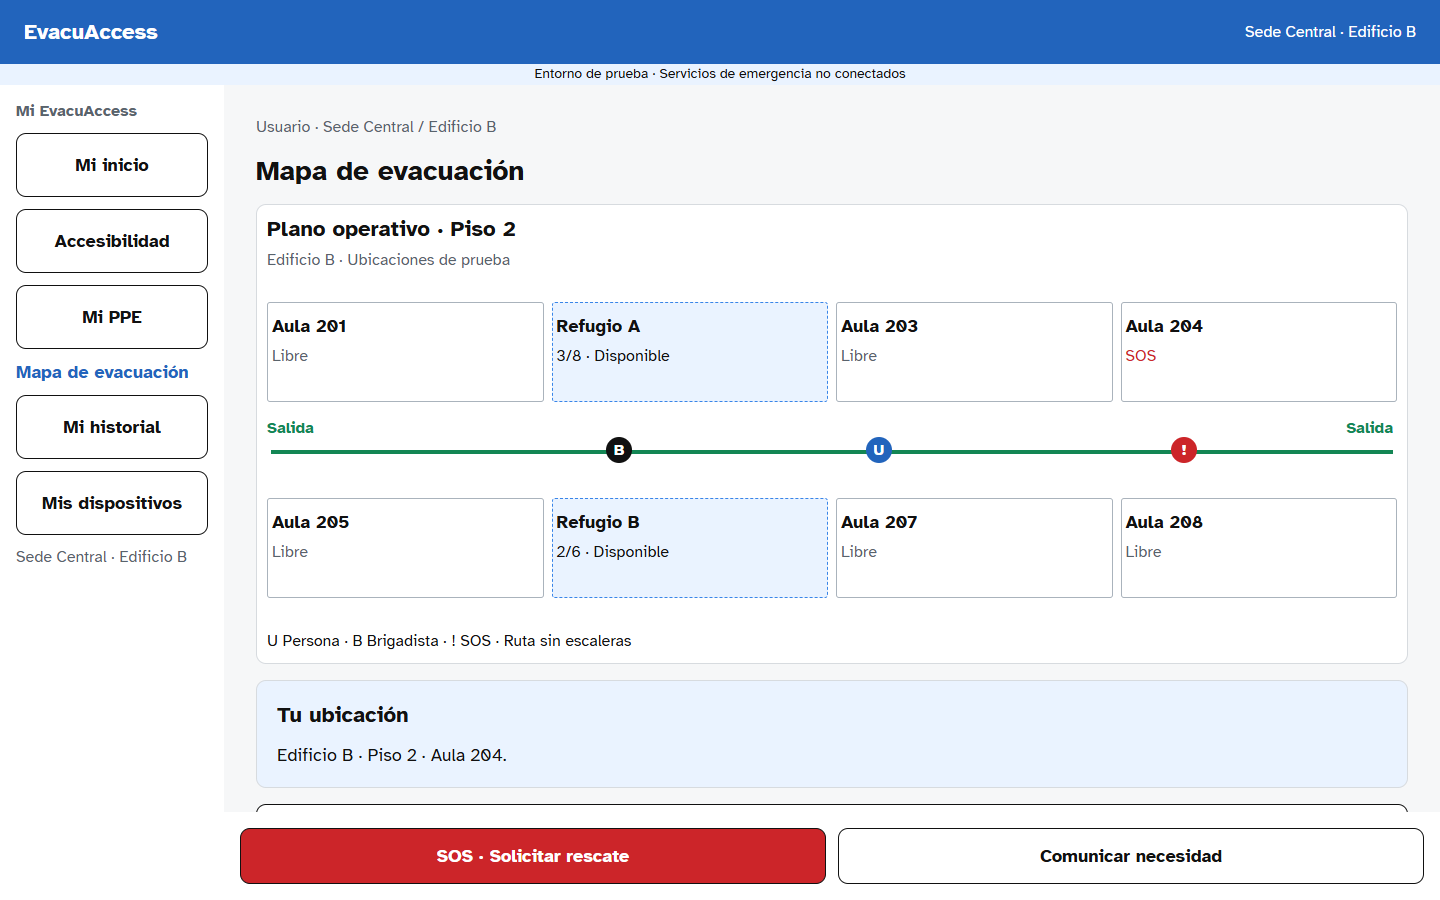 EvacuAccess
Sede Central · Edificio B
Entorno de prueba · Servicios de emergencia no conectados
Mi EvacuAccess
Mi inicio
Accesibilidad
Mi PPE
Mapa de evacuación
Mi historial
Mis dispositivos
Sede Central · Edificio B
Usuario · Sede Central / Edificio B
Mapa de evacuación
Plano operativo · Piso 2
Edificio B · Ubicaciones de prueba
Aula 201
Libre
Refugio A
3/8 · Disponible
Aula 203
Libre
Aula 204
SOS
Salida
Salida
B
U
!
Aula 205
Libre
Refugio B
2/6 · Disponible
Aula 207
Libre
Aula 208
Libre
U Persona · B Brigadista · ! SOS · Ruta sin escaleras
Tu ubicación
Edificio B · Piso 2 · Aula 204.
SOS · Solicitar rescate
Comunicar necesidad